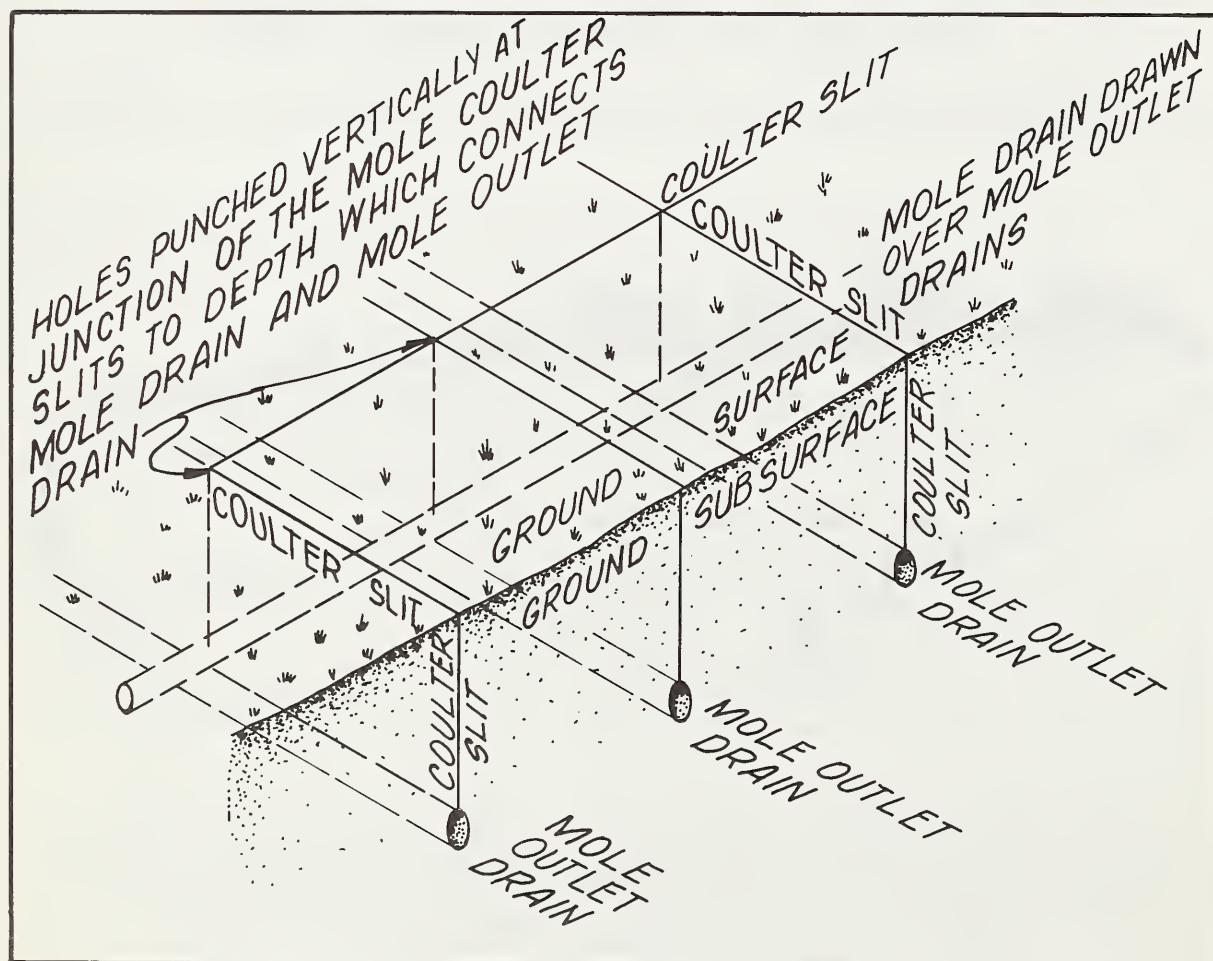 HOLES PUNCHED VERTICALLY AT
JUNCTION OF THE MOLE COULTER
SLITS TO DEPTH WHICH CONNECTS
MOLE DRAIN AND MOLE OUTLET
DRAIN
COULTER SLIT
COULTER SLIT
MOLE DRAIN DRAWN
OVER MOLE OUTLET
DRAINS
GROUND SURFACE
GROUND SUBSURFACE
COULTER SLIT
COULTER
SLIT
COULTER
SLIT
MOLE OUTLET
DRAIN
MOLE OUTLET
DRAIN
MOLE
OUTLET
DRAIN